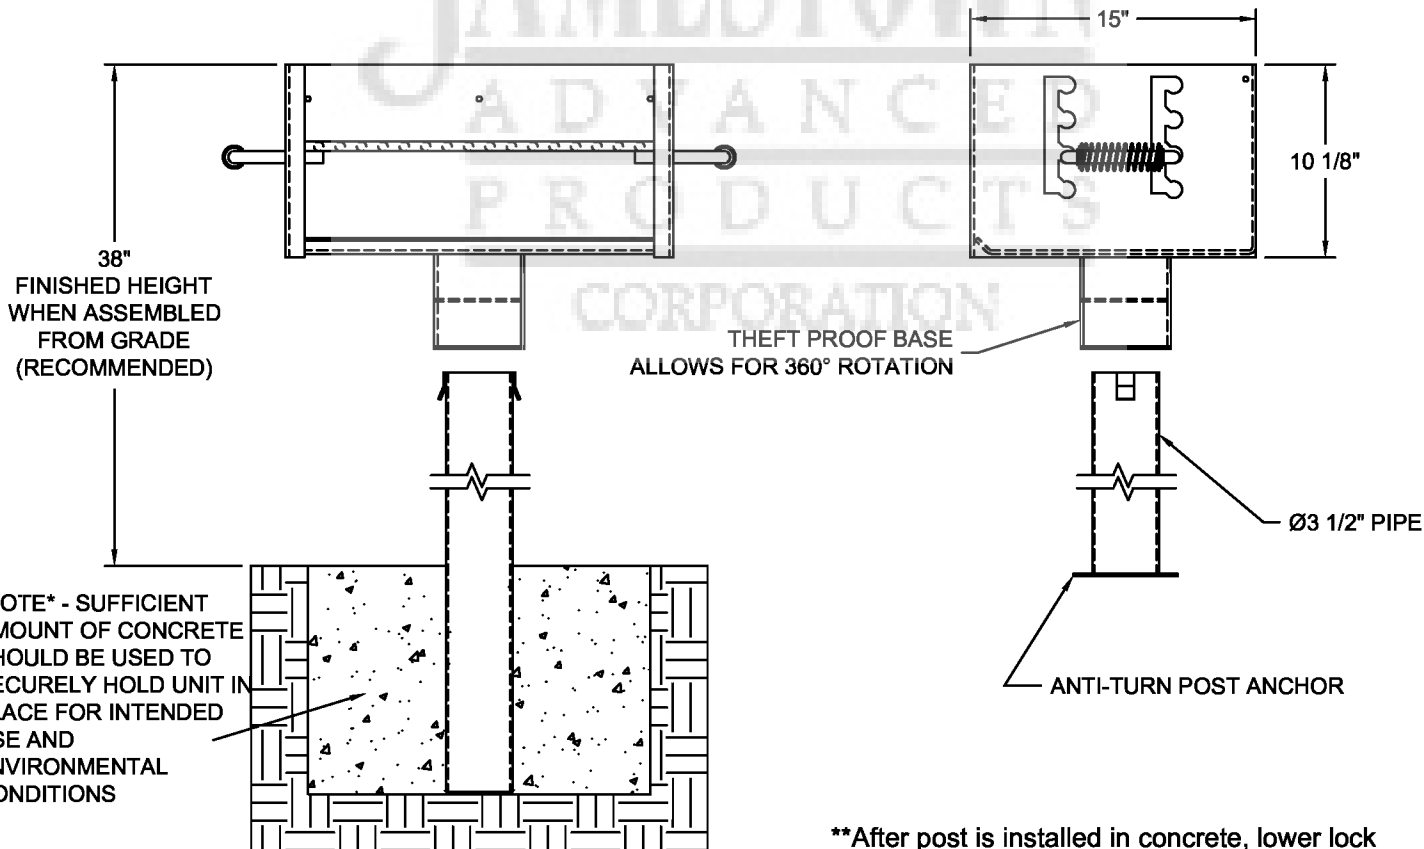 JAMESTOWN
ADVANCED
PRODUCTS
CORPORATION
15"
10 1/8"
38"
FINISHED HEIGHT
WHEN ASSEMBLED
FROM GRADE
(RECOMMENDED)
THEFT PROOF BASE
ALLOWS FOR 360° ROTATION
Ø3 1/2" PIPE
ANTI-TURN POST ANCHOR
OTE* - SUFFICIENT
MOUNT OF CONCRETE
HOULD BE USED TO
ECURELY HOLD UNIT IN
LACE FOR INTENDED
SE AND
NVIRONMENTAL
ONDITIONS
**After post is installed in concrete, lower lock